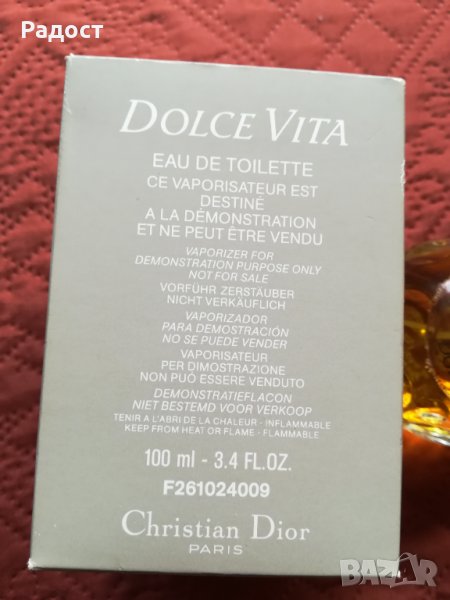 Радост
DOLCE VITA
EAU DE TOILETTE
CE VAPORISATEUR EST
DESTINÉ
A LA DÉMONSTRATION
ET NE PEUT ÊTRE VENDU
VAPORIZER FOR
DEMONSTRATION PURPOSE ONLY
NOT FOR SALE
VORFÜHR ZERSTÄUBER
NICHT VERKÄUFLICH
VAPORIZADOR
PARA DEMOSTRACIÓN
NO SE PUEDE VENDER
VAPORISATEUR
PER DIMOSTRAZIONE
NON PUÒ ESSERE VENDUTO
DEMONSTRATIEFLACON
NIET BESTEMD VOOR VERKOOP
TENIR A L'ABRI DE LA CHALEUR - INFLAMMABLE
KEEP FROM HEAT OR FLAME - FLAMMABLE
100 ml - 3.4 FL.OZ.
F261024009
Christian Dior
PARIS
BAZAR